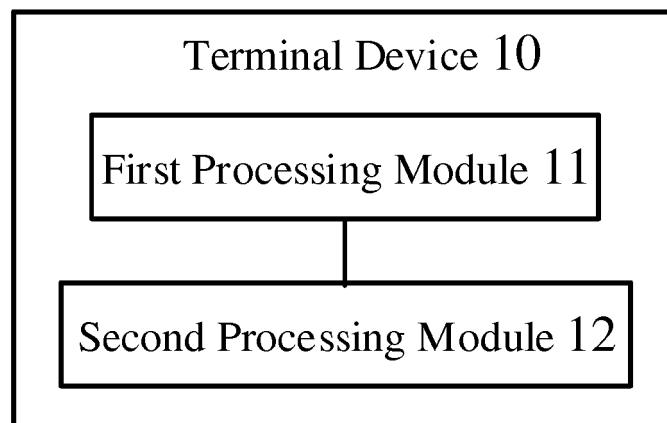 Terminal Device 10
First Processing Module 11
Second Processing Module 12